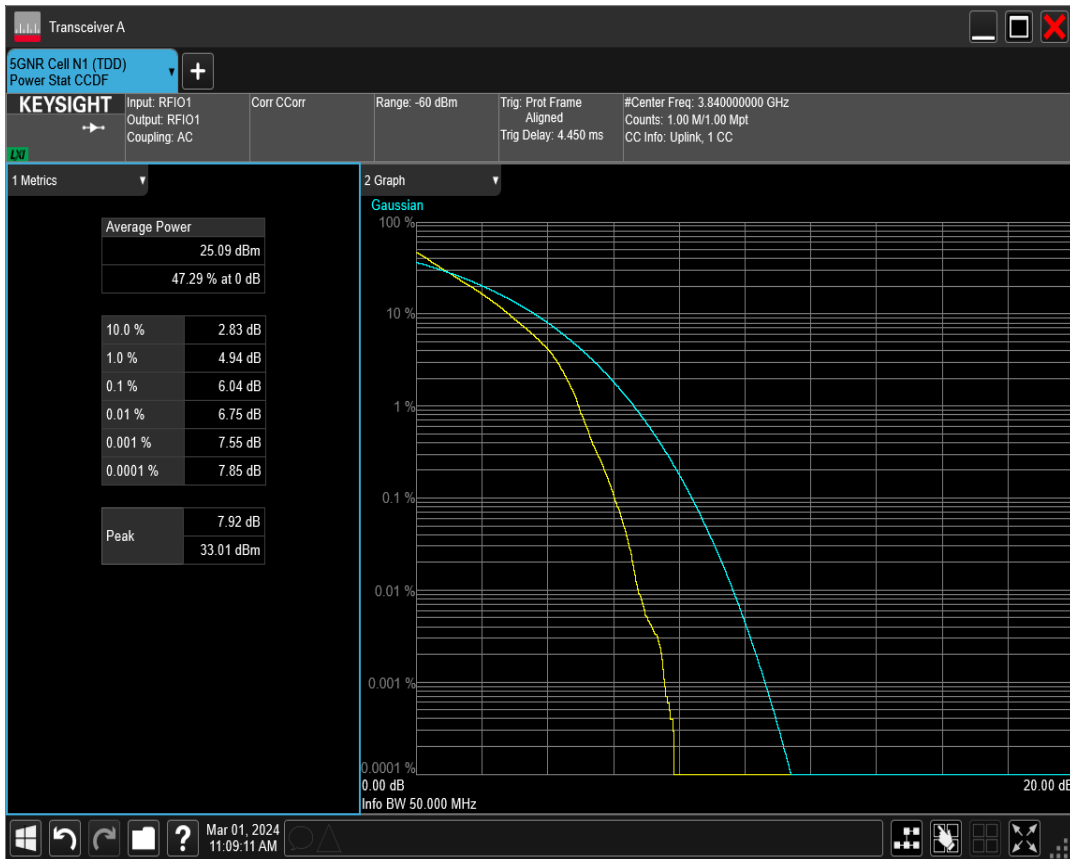 Transceiver A
5GNR Cell N1 (TDD)
Power Stat CCDF
KEYSIGHT
LXI
Input: RFIO1
Output: RFIO1
Coupling: AC
Corr CCorr
Range: -60 dBm
Trig: Prot Frame
Aligned
Trig Delay: 4.450 ms
#Center Freq: 3.840000000 GHz
Counts: 1.00 M/1.00 Mpt
CC Info: Uplink, 1 CC
1 Metrics
Average Power
25.09 dBm
47.29 % at 0 dB
10.0 % 2.83 dB
1.0 % 4.94 dB
0.1 % 6.04 dB
0.01 % 6.75 dB
0.001 % 7.55 dB
0.0001 % 7.85 dB
Peak
7.92 dB
33.01 dBm
2 Graph
Gaussian
100 %
10 %
1 %
0.1 %
0.01 %
0.001 %
0.0001 %
0.00 dB 20.00 dB
Info BW 50.000 MHz
?
Mar 01, 2024
11:09:11 AM